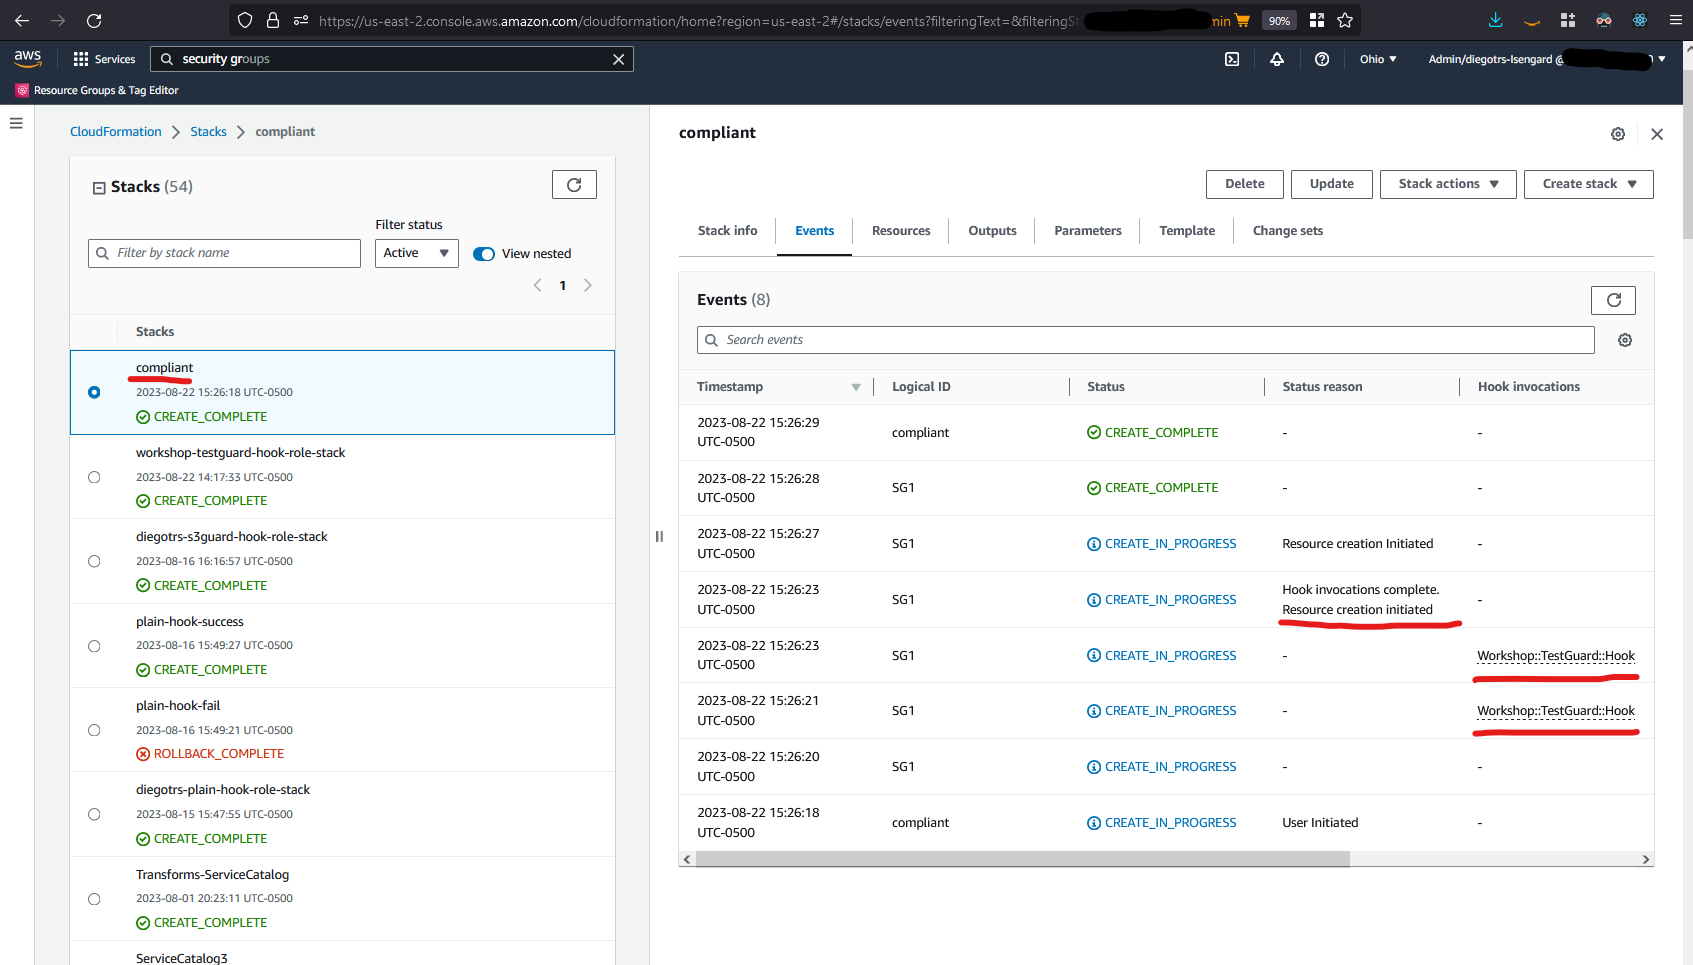 https://us-east-2.console.aws.amazon.com/cloudformation/home?region=us-east-2#/stacks/events?filteringText=&filteringSt
min
90%
aws
Services
security groups
Ohio
Admin/diegotrs-Isengard @
Resource Groups & Tag Editor
CloudFormation > Stacks > compliant
Stacks (54)
Filter status
Filter by stack name
Active
View nested
1
Stacks
compliant
2023-08-22 15:26:18 UTC-0500
CREATE_COMPLETE
workshop-testguard-hook-role-stack
2023-08-22 14:17:33 UTC-0500
CREATE_COMPLETE
diegotrs-s3guard-hook-role-stack
2023-08-16 16:16:57 UTC-0500
CREATE_COMPLETE
plain-hook-success
2023-08-16 15:49:27 UTC-0500
CREATE_COMPLETE
plain-hook-fail
2023-08-16 15:49:21 UTC-0500
ROLLBACK_COMPLETE
diegotrs-plain-hook-role-stack
2023-08-15 15:47:55 UTC-0500
CREATE_COMPLETE
Transforms-ServiceCatalog
2023-08-01 20:23:11 UTC-0500
CREATE_COMPLETE
ServiceCatalog3
compliant
Delete
Update
Stack actions
Create stack
Stack info
Events
Resources
Outputs
Parameters
Template
Change sets
Events (8)
Search events
Timestamp
Logical ID
Status
Status reason
Hook invocations
2023-08-22 15:26:29
UTC-0500
compliant
CREATE_COMPLETE
-
-
2023-08-22 15:26:28
UTC-0500
SG1
CREATE_COMPLETE
-
-
2023-08-22 15:26:27
UTC-0500
SG1
CREATE_IN_PROGRESS
Resource creation Initiated
-
2023-08-22 15:26:23
UTC-0500
SG1
CREATE_IN_PROGRESS
Hook invocations complete.
Resource creation initiated
-
2023-08-22 15:26:23
UTC-0500
SG1
CREATE_IN_PROGRESS
-
Workshop::TestGuard::Hook
2023-08-22 15:26:21
UTC-0500
SG1
CREATE_IN_PROGRESS
-
Workshop::TestGuard::Hook
2023-08-22 15:26:20
UTC-0500
SG1
CREATE_IN_PROGRESS
-
-
2023-08-22 15:26:18
UTC-0500
compliant
CREATE_IN_PROGRESS
User Initiated
-